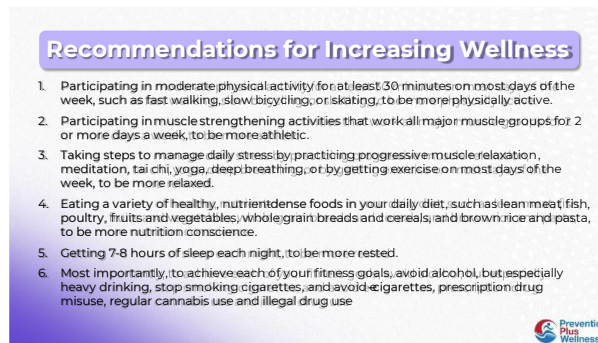 Recommendations for Increasing Wellness
1. Participating in moderate physical activity for at least 30 minutes on most days of the
week, such as fast walking, slow bicycling, or skating, to be more physically active.
2. Participating in muscle strengthening activities that work all major muscle groups for 2
or more days a week, to be more athletic.
3. Taking steps to manage daily stress by practicing progressive muscle relaxation,
meditation, tai chi, yoga, deep breathing, or by getting exercise on most days of the
week, to be more relaxed.
4. Eating a variety of healthy, nutrient-dense foods in your daily diet, such as lean meat, fish,
poultry, fruits and vegetables, whole grain breads and cereals, and brown rice and pasta,
to be more nutrition conscience.
5. Getting 7-8 hours of sleep each night, to be more rested.
6. Most importantly, to achieve each of your fitness goals, avoid alcohol, but especially
heavy drinking, stop smoking cigarettes, and avoid e-cigarettes, prescription drug
misuse, regular cannabis use and illegal drug use
Preventio
Plus
Wellness